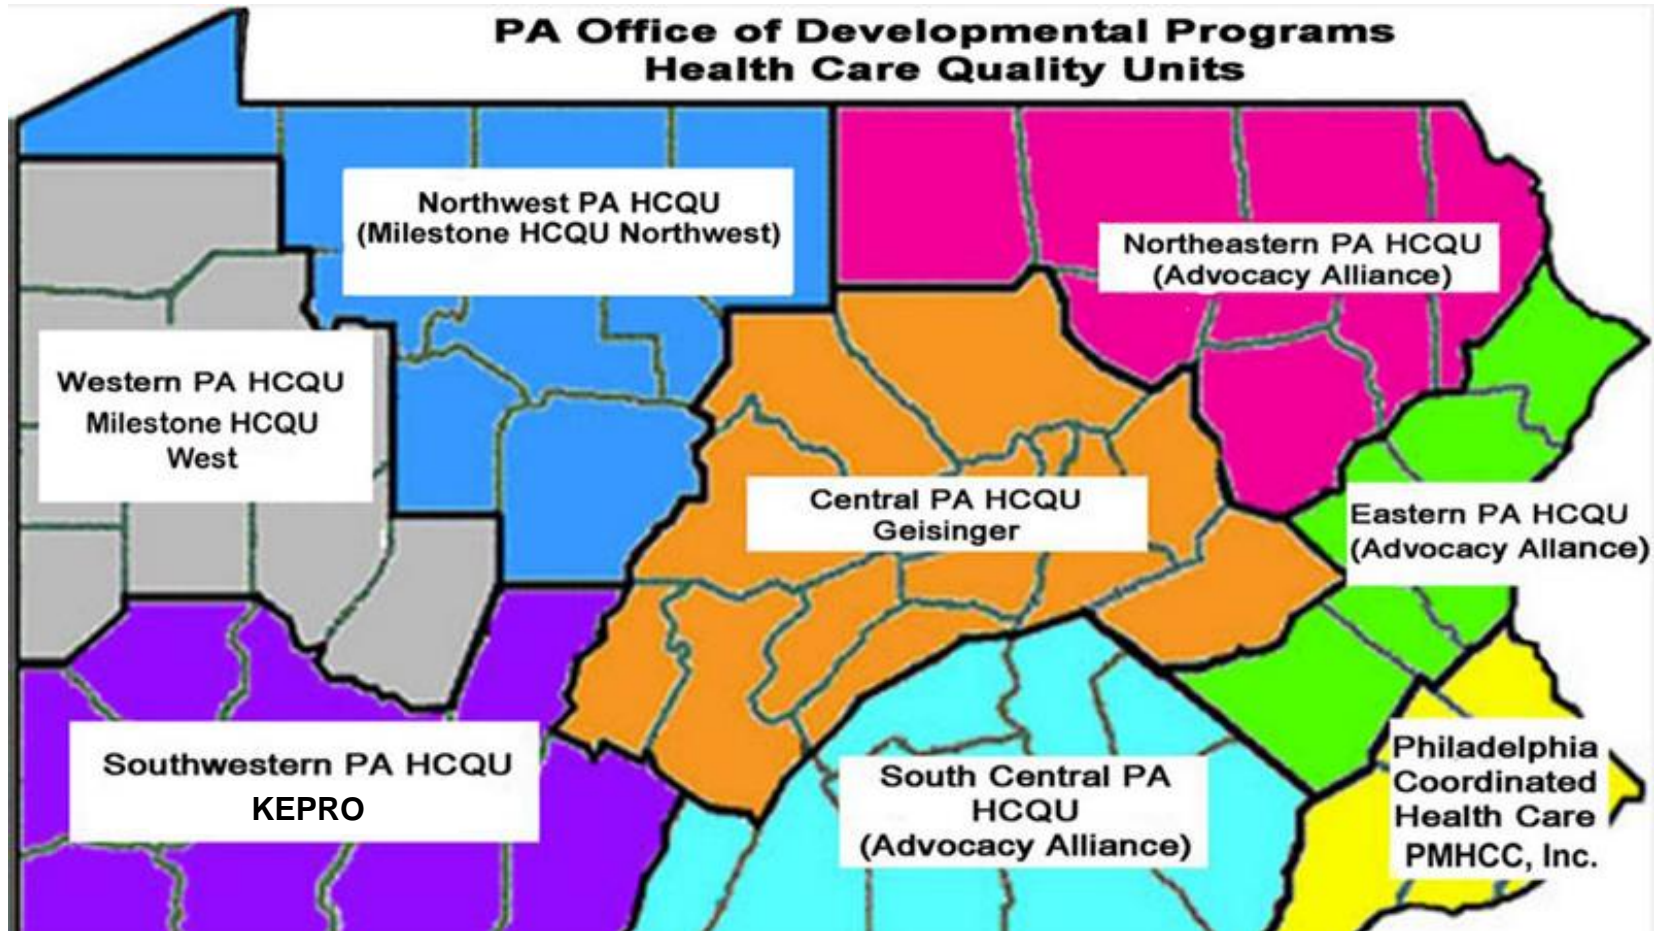 PA Office of Developmental Programs
Health Care Quality Units
Northwest PA HCQU
(Milestone HCQU Northwest)
Northeastern PA HCQU
(Advocacy Alliance)
Western PA HCQU
Milestone HCQU
West
Central PA HCQU
Geisinger
Eastern PA HCQU
(Advocacy Allance)
Southwestern PA HCQU
KEPRO
South Central PA
HCQU
(Advocacy Alliance)
Philadelphia
Coordinated
Health Care
PMHCC, Inc.